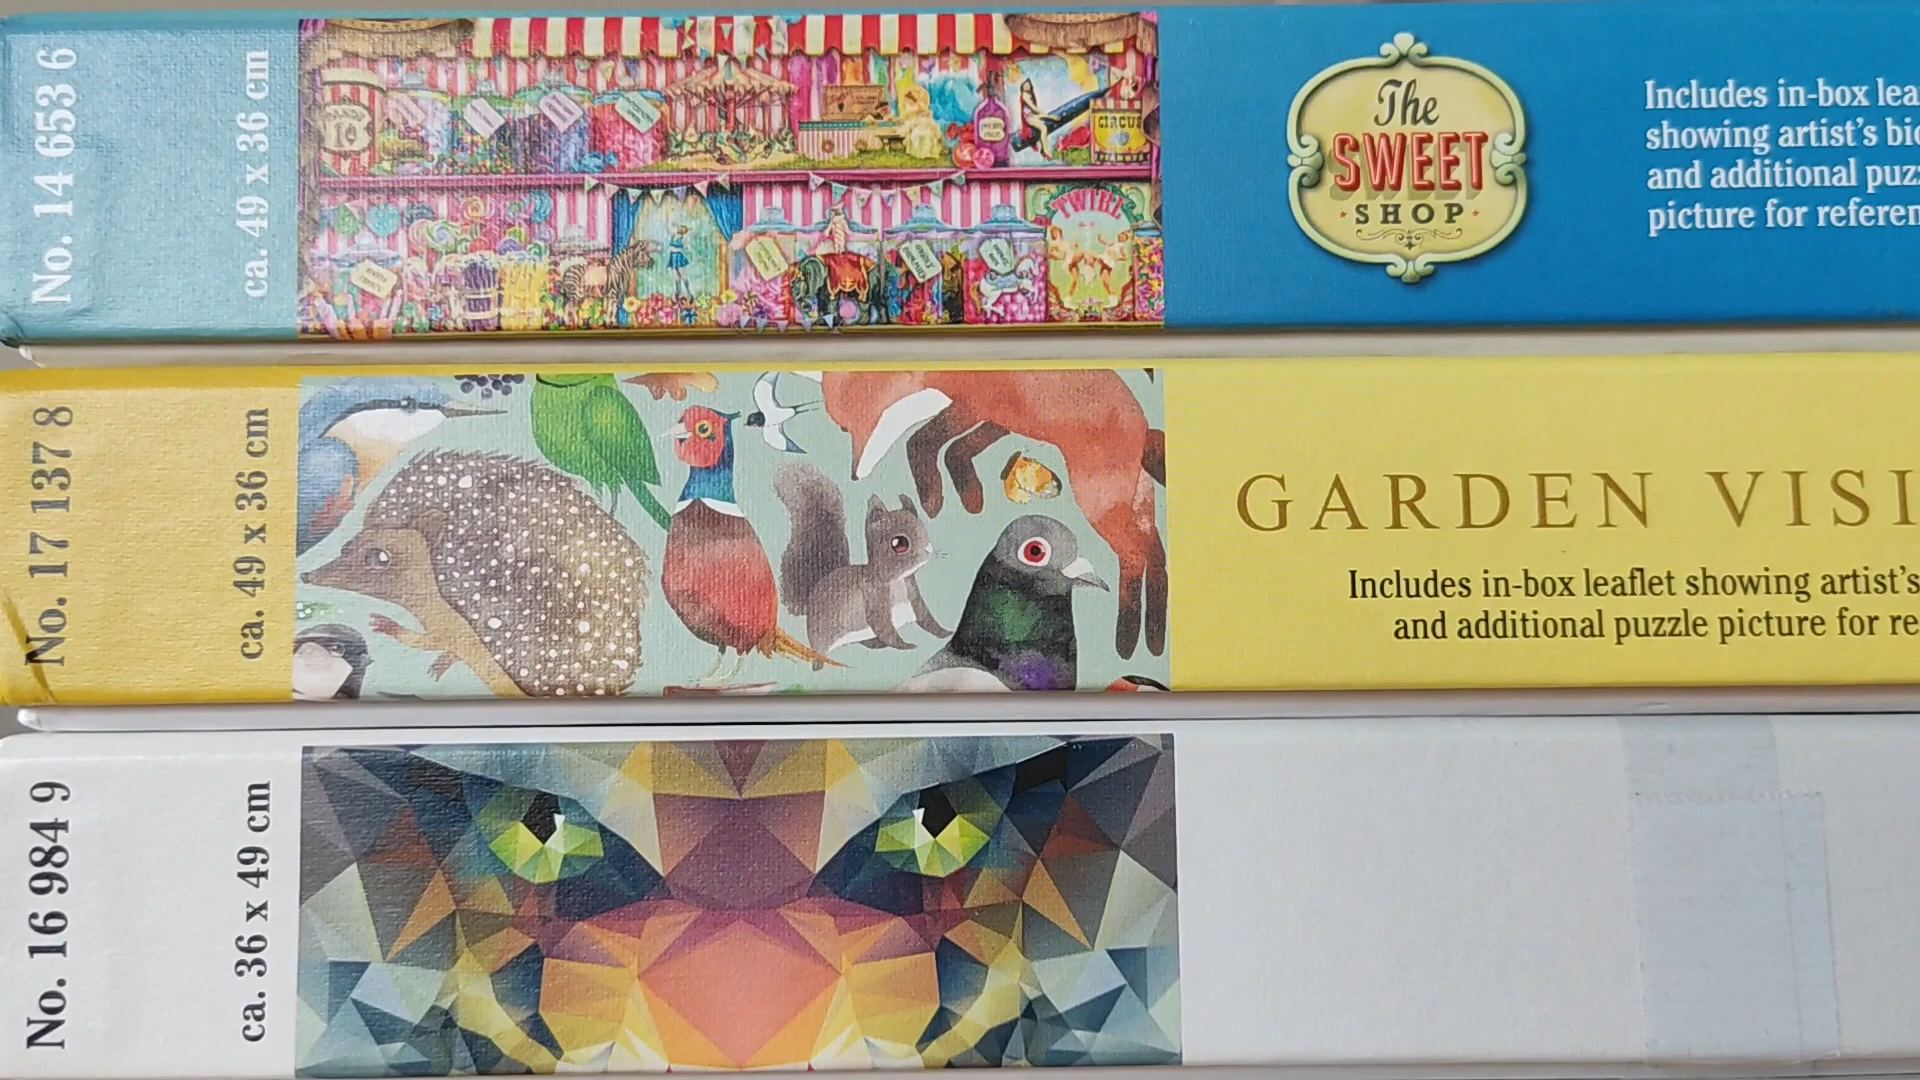 No. 14 653 6
ca. 49 x 36 cm
CIRCUS
TWIRL
The
SWEET
SHOP
Includes in-box lea
showing artist's bio
and additional puz
picture for referen
No. 17 137 8
ca. 49 x 36 cm
GARDEN VISI
Includes in-box leaflet showing artist's
and additional puzzle picture for re
No. 16 984 9
ca. 36 x 49 cm